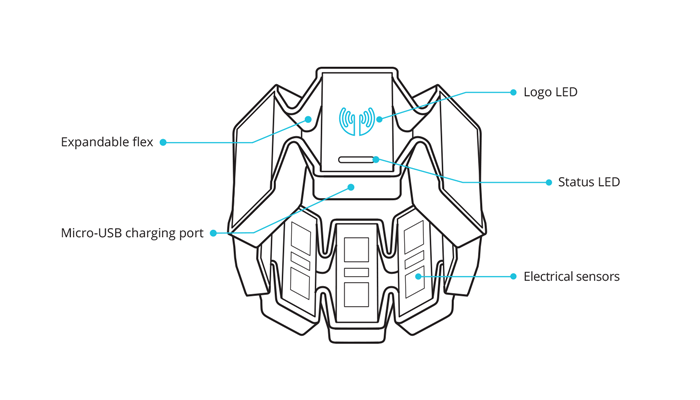 Logo LED
Expandable flex
Status LED
Micro-USB charging port
Electrical sensors